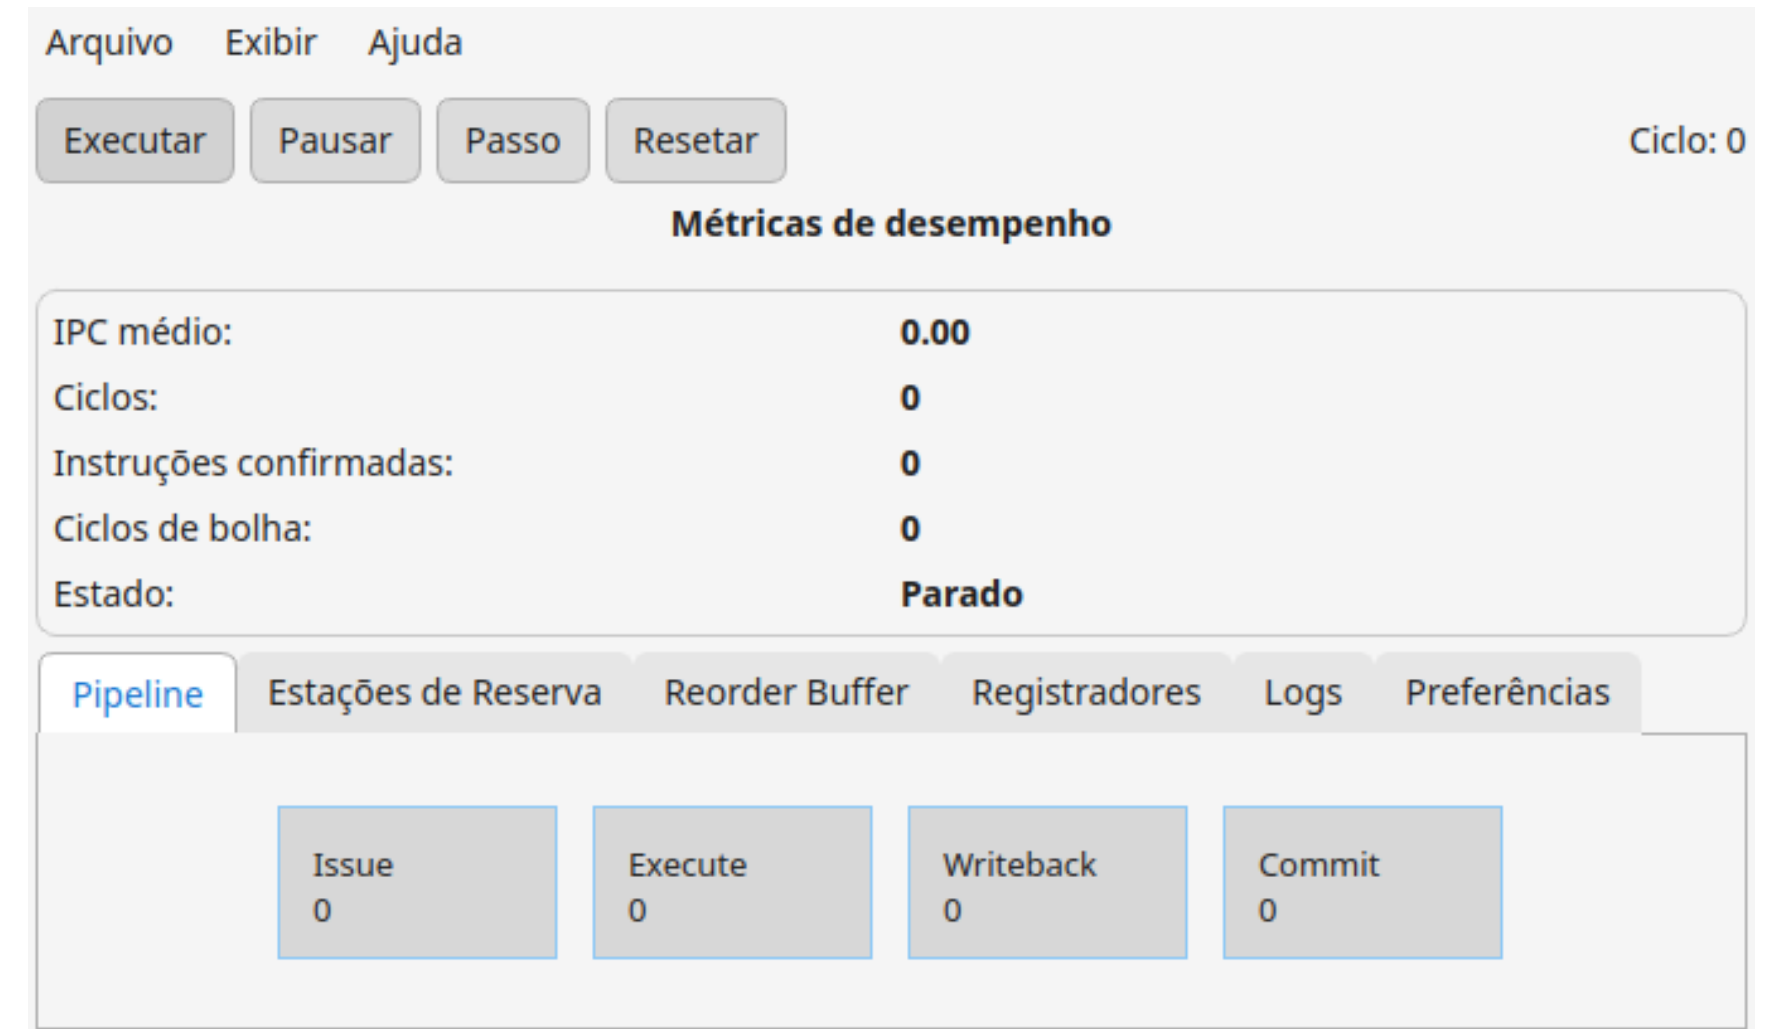 Arquivo Exibir Ajuda
Executar Pausar Passo Resetar Ciclo: 0
Métricas de desempenho
IPC médio: 0.00
Ciclos: 0
Instruções confirmadas: 0
Ciclos de bolha: 0
Estado: Parado
Pipeline Estações de Reserva Reorder Buffer Registradores Logs Preferências
Issue Execute Writeback Commit
0 0 0 0